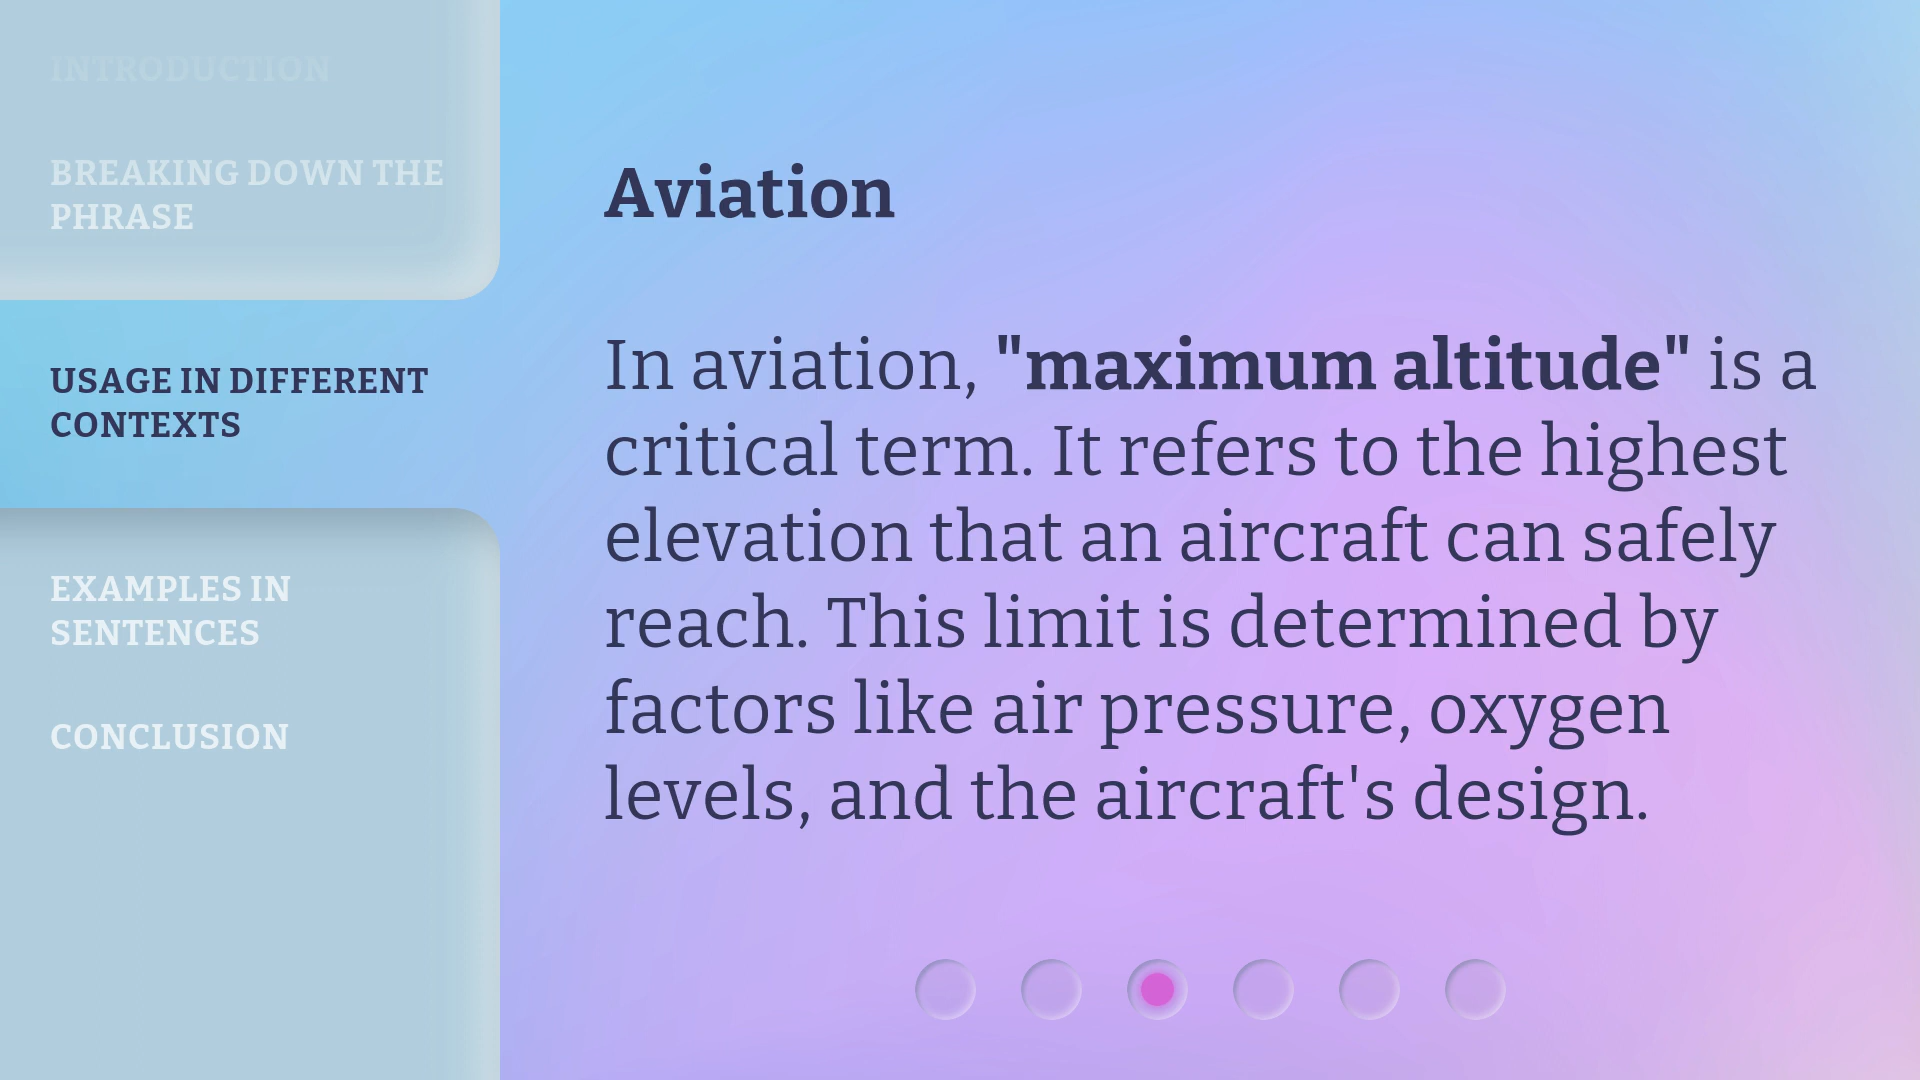 INTRODUCTION
BREAKING DOWN THE
PHRASE
USAGE IN DIFFERENT
CONTEXTS
EXAMPLES IN
SENTENCES
CONCLUSION
Aviation
In aviation, "maximum altitude" is a
critical term. It refers to the highest
elevation that an aircraft can safely
reach. This limit is determined by
factors like air pressure, oxygen
levels, and the aircraft's design.